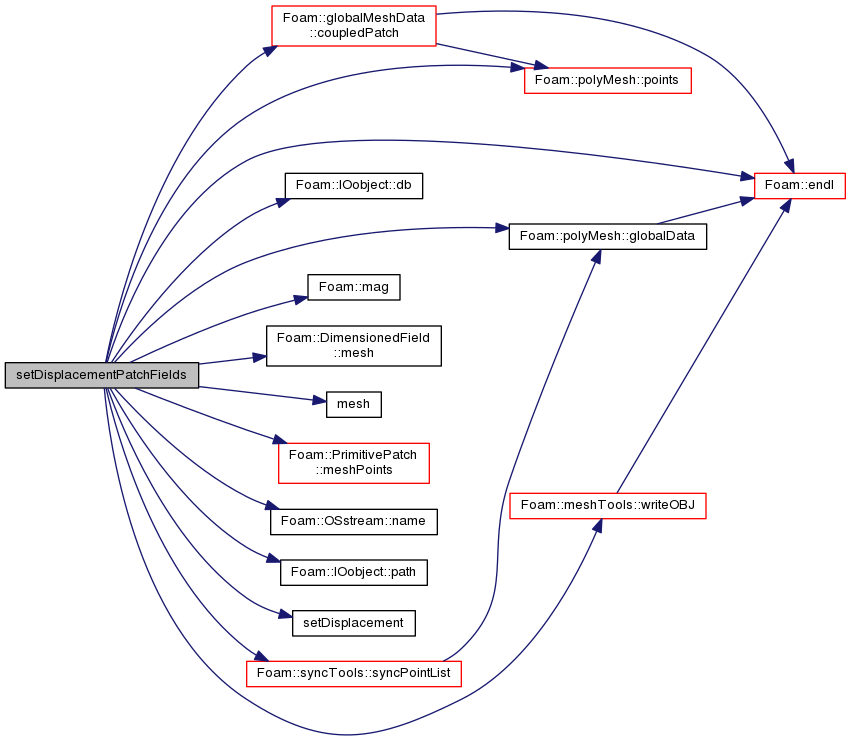 Foam::globalMeshData
::coupledPatch
Foam::polyMesh::points
Foam::endl
Foam::IOobject::db
Foam::polyMesh::globalData
Foam::mag
Foam::DimensionedField
::mesh
setDisplacementPatchFields
mesh
Foam::PrimitivePatch
::meshPoints
Foam::meshTools::writeOBJ
Foam::OSstream::name
Foam::IOobject::path
setDisplacement
Foam::syncTools::syncPointList